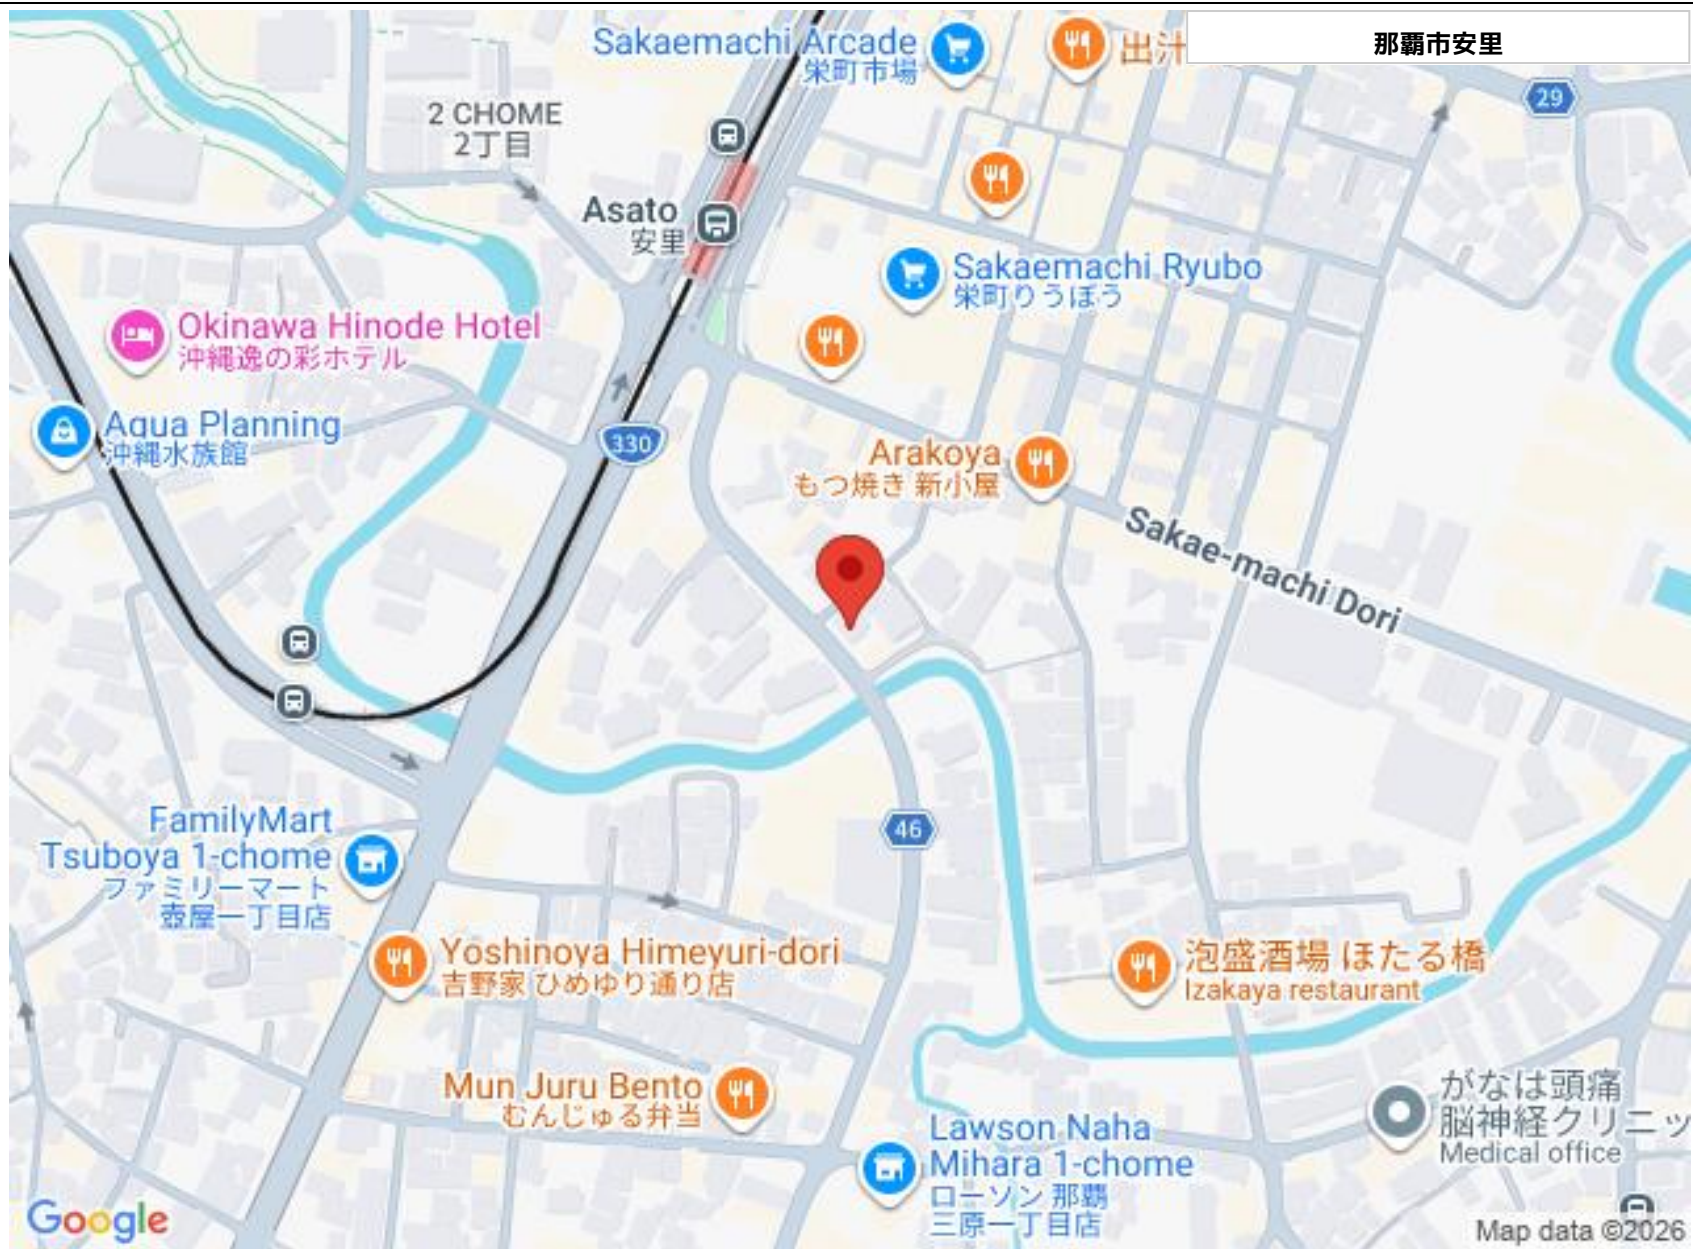 那覇市安里
Sakaemachi Arcade
栄町市場
出汁
29
2 CHOME
2丁目
Asato
安里
Sakaemachi Ryubo
栄町りうぼう
Okinawa Hinode Hotel
沖縄逸の彩ホテル
Aqua Planning
沖縄水族館
330
Arakoya
もつ焼き 新小屋
Sakae-machi Dori
46
FamilyMart
Tsuboya 1-chome
ファミリーマート
壺屋一丁目店
Yoshinoya Himeyuri-dori
吉野家 ひめゆり通り店
泡盛酒場 ほたる橋
Izakaya restaurant
Mun Juru Bento
むんじゅる弁当
がなは頭痛
脳神経クリニッ
Medical office
Lawson Naha
Mihara 1-chome
ローソン 那覇
三原一丁目店
Google
Map data ©2026